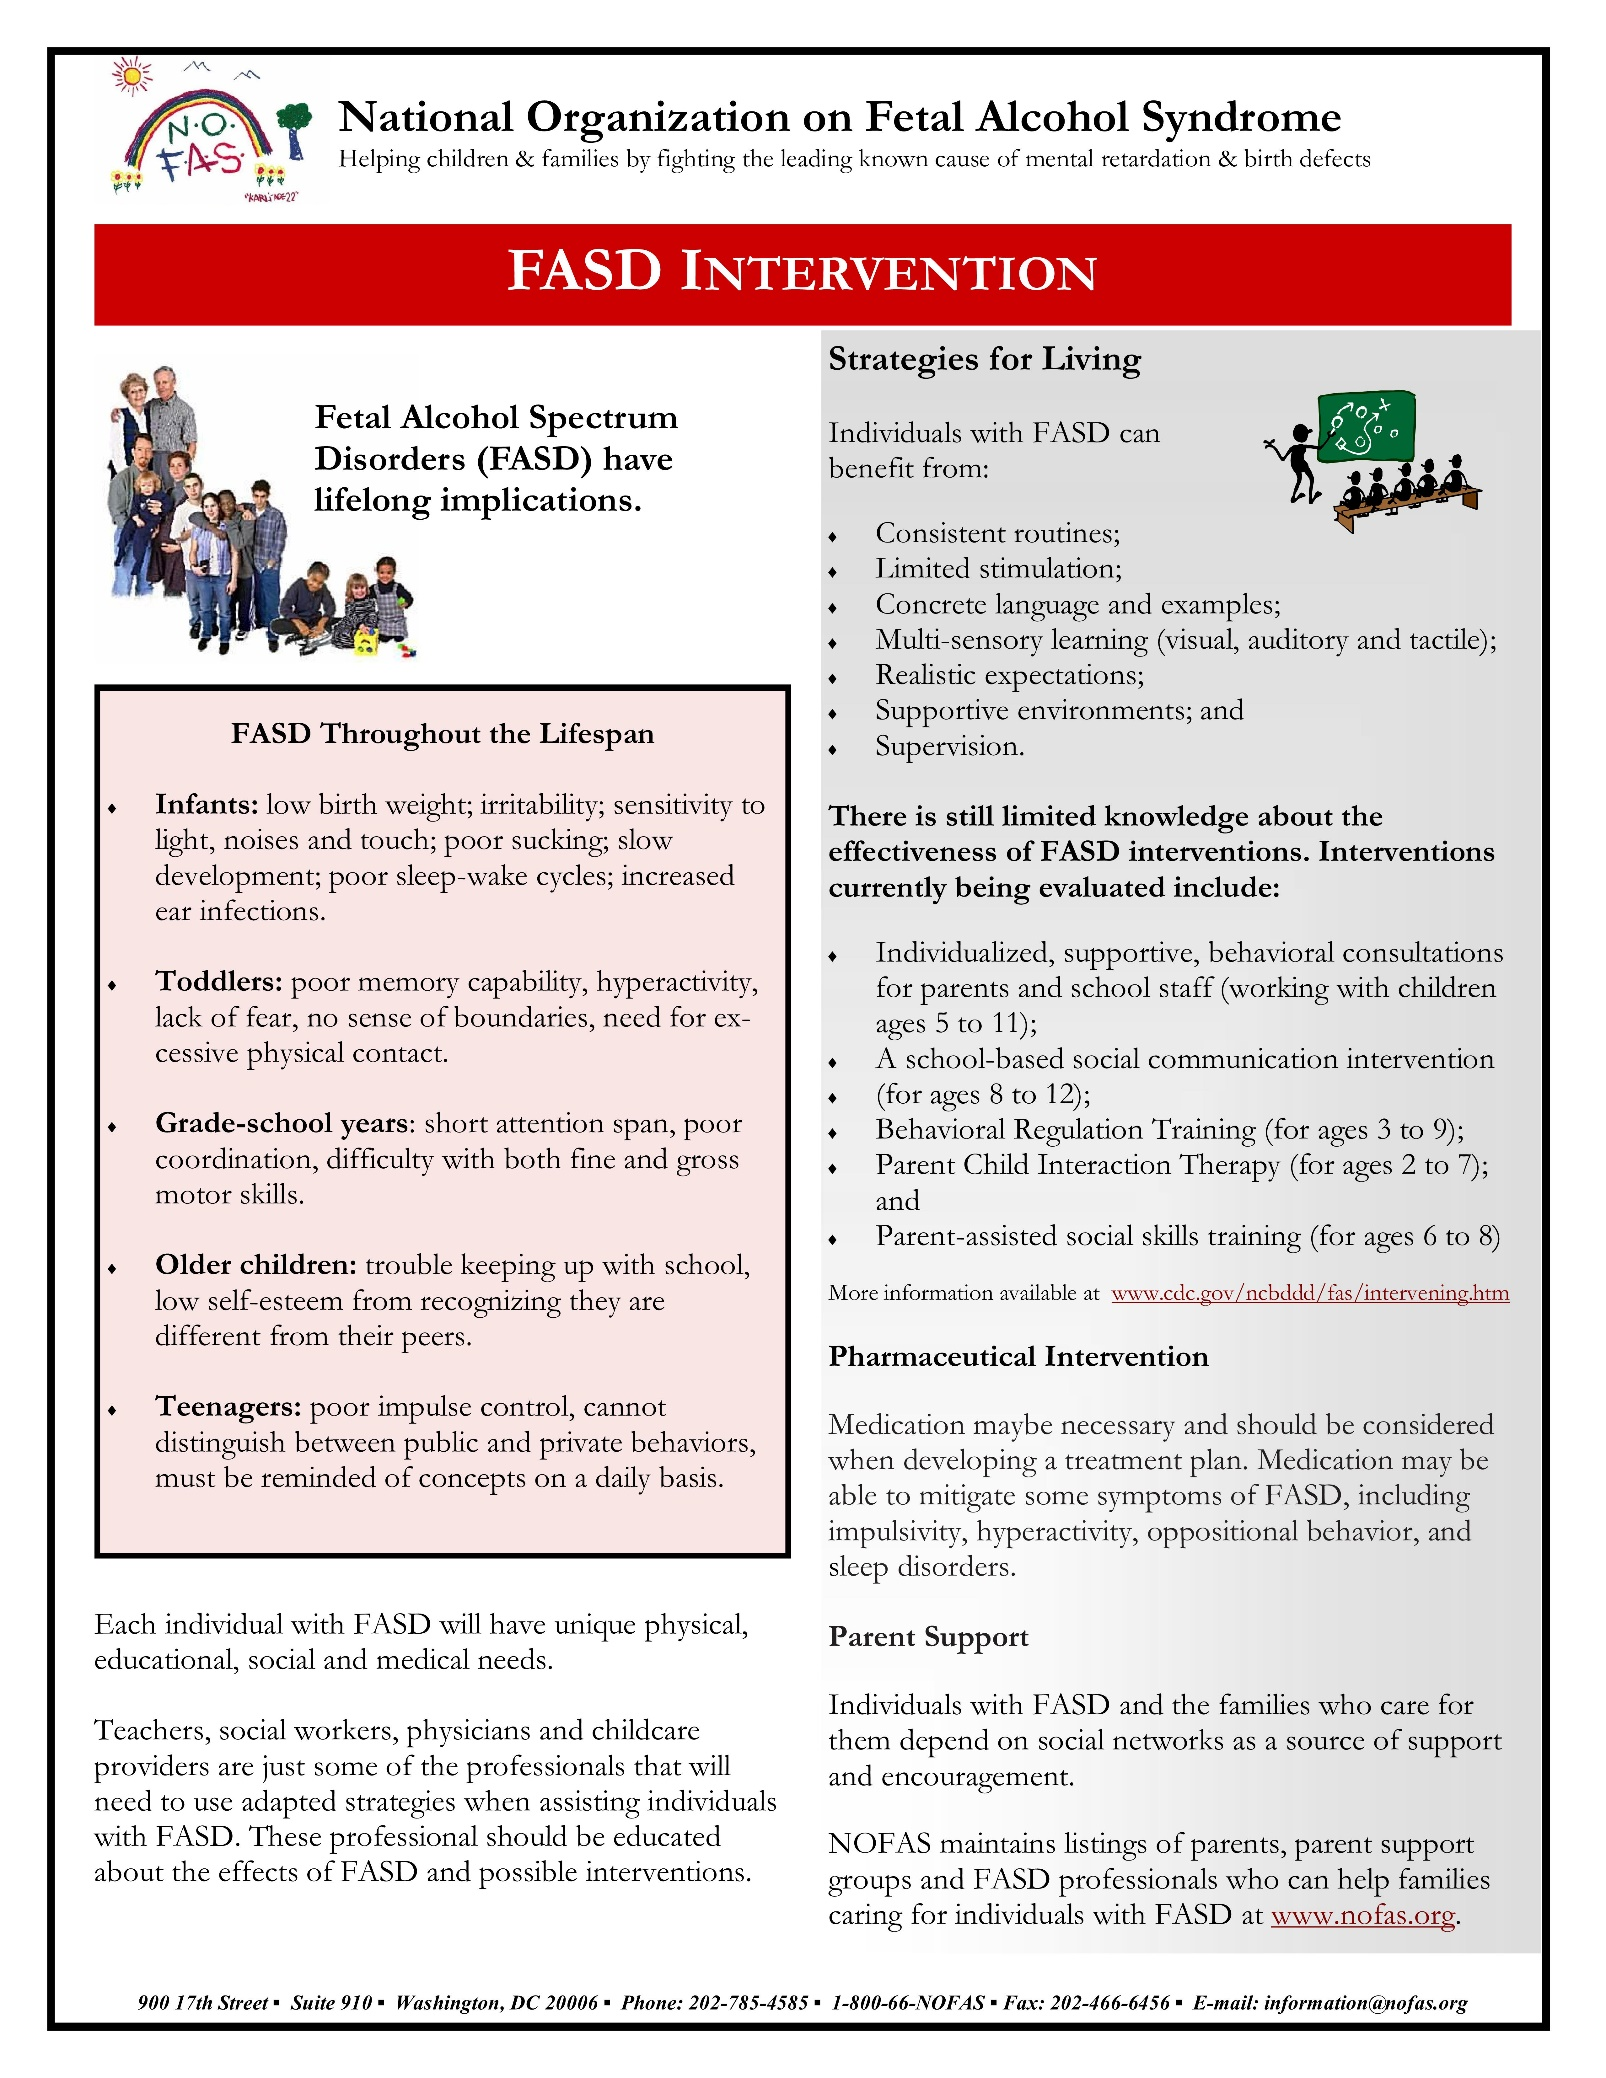 N.O.
F.A.S.
National Organization on Fetal Alcohol Syndrome
Helping children & families by fighting the leading known cause of mental retardation & birth defects
FASD INTERVENTION
Fetal Alcohol Spectrum
Disorders (FASD) have
lifelong implications.
FASD Throughout the Lifespan
⬧ Infants: low birth weight; irritability; sensitivity to
light, noises and touch; poor sucking; slow
development; poor sleep-wake cycles; increased
ear infections.
⬧ Toddlers: poor memory capability, hyperactivity,
lack of fear, no sense of boundaries, need for ex-
cessive physical contact.
⬧ Grade-school years: short attention span, poor
coordination, difficulty with both fine and gross
motor skills.
⬧ Older children: trouble keeping up with school,
low self-esteem from recognizing they are
different from their peers.
⬧ Teenagers: poor impulse control, cannot
distinguish between public and private behaviors,
must be reminded of concepts on a daily basis.
Each individual with FASD will have unique physical,
educational, social and medical needs.
Teachers, social workers, physicians and childcare
providers are just some of the professionals that will
need to use adapted strategies when assisting individuals
with FASD. These professional should be educated
about the effects of FASD and possible interventions.
Strategies for Living
Individuals with FASD can
benefit from:
⬧ Consistent routines;
⬧ Limited stimulation;
⬧ Concrete language and examples;
⬧ Multi-sensory learning (visual, auditory and tactile);
⬧ Realistic expectations;
⬧ Supportive environments; and
⬧ Supervision.
There is still limited knowledge about the
effectiveness of FASD interventions. Interventions
currently being evaluated include:
⬧ Individualized, supportive, behavioral consultations
for parents and school staff (working with children
ages 5 to 11);
⬧ A school-based social communication intervention
⬧ (for ages 8 to 12);
⬧ Behavioral Regulation Training (for ages 3 to 9);
⬧ Parent Child Interaction Therapy (for ages 2 to 7);
and
⬧ Parent-assisted social skills training (for ages 6 to 8)
More information available at www.cdc.gov/ncbddd/fas/intervening.htm
Pharmaceutical Intervention
Medication maybe necessary and should be considered
when developing a treatment plan. Medication may be
able to mitigate some symptoms of FASD, including
impulsivity, hyperactivity, oppositional behavior, and
sleep disorders.
Parent Support
Individuals with FASD and the families who care for
them depend on social networks as a source of support
and encouragement.
NOFAS maintains listings of parents, parent support
groups and FASD professionals who can help families
caring for individuals with FASD at www.nofas.org.
900 17th Street ▪ Suite 910 ▪ Washington, DC 20006 ▪ Phone: 202-785-4585 ▪ 1-800-66-NOFAS ▪ Fax: 202-466-6456 ▪ E-mail: information@nofas.org